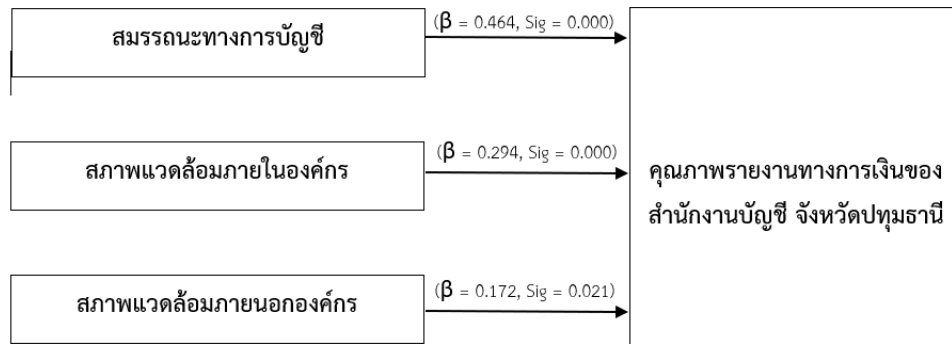 สมรรถนะทางการบัญชี
(β = 0.464, Sig = 0.000)
สภาพแวดล้อมภายในองค์กร
(β = 0.294, Sig = 0.000)
คุณภาพรายงานทางการเงินของ
สำนักงานบัญชี จังหวัดปทุมธานี
สภาพแวดล้อมภายนอกองค์กร
(β = 0.172, Sig = 0.021)